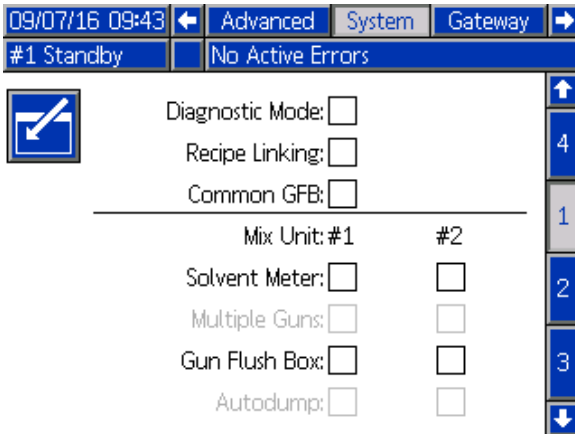 09/07/16 09:43 Advanced System Gateway
#1 Standby No Active Errors
Diagnostic Mode:
4
Recipe Linking:
Common GFB:
1
Mix Unit: #1 #2
Solvent Meter:
2
Multiple Guns:
Gun Flush Box:
3
Autodump: